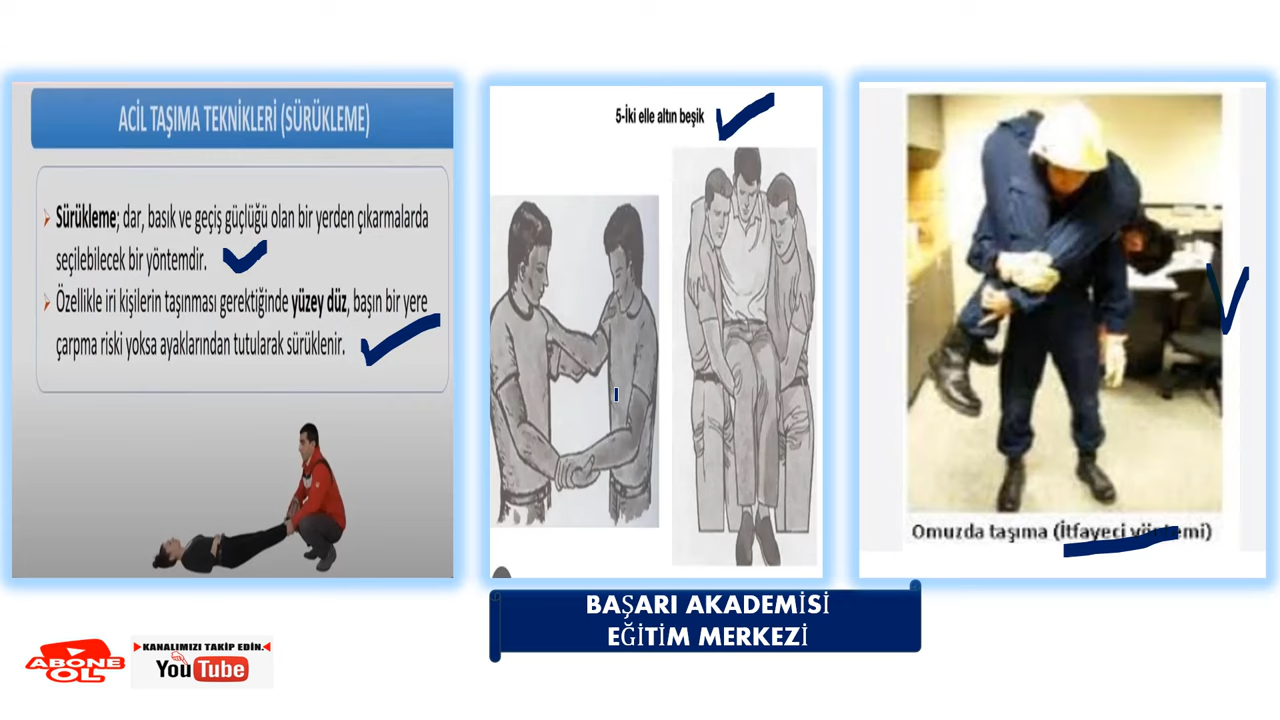 ACİL TAŞIMA TEKNİKLERİ (SÜRÜKLEME)
Sürükleme; dar, basık ve geçiş güçlüğü olan bir yerden çıkarmalarda
seçilebilecek bir yöntemdir.
Özellikle iri kişilerin taşınması gerektiğinde yüzey düz, başın bir yere
çarpma riski yoksa ayaklarından tutularak sürüklenir.
5-İki elle altın beşik
Omuzda taşıma (İtfayeci yöntemi)
BAŞARI AKADEMİSİ
EĞİTİM MERKEZİ
ABONE
OL
KANALIMIZI TAKİP EDİN.
YouTube